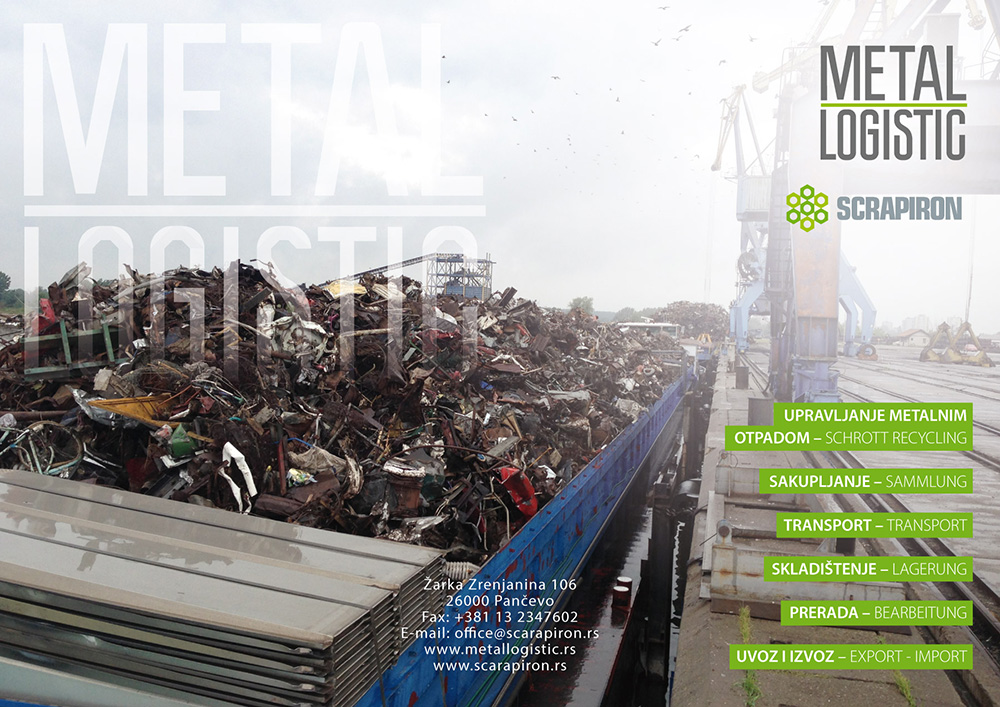 METAL
LOGISTIC
METAL
LOGISTIC
SCRAPIRON
UPRAVLJANJE METALNIM
OTPADOM – SCHROTT RECYCLING
SAKUPLJANJE – SAMMLUNG
TRANSPORT – TRANSPORT
SKLADIŠTENJE – LAGERUNG
PRERADA – BEARBEITUNG
UVOZ I IZVOZ – EXPORT - IMPORT
Žarka Zrenjanina 106
26000 Pančevo
Fax: +381 13 2347602
E-mail: office@scarapiron.rs
www.metallogistic.rs
www.scarapiron.rs